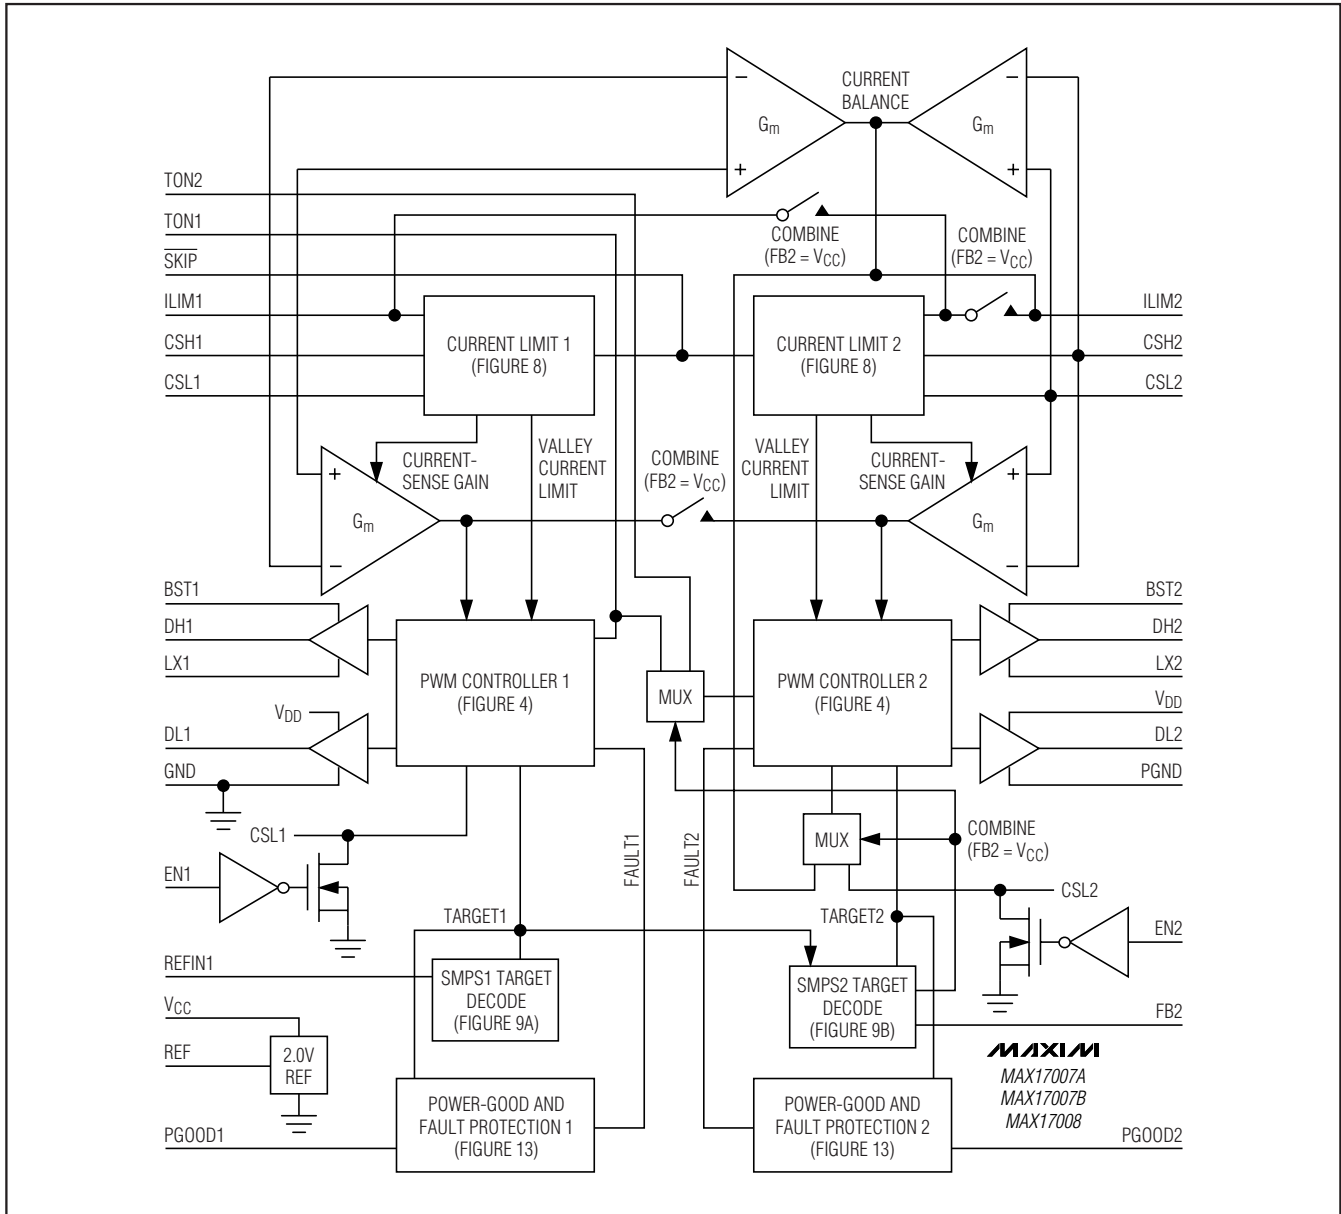 −
CURRENT
BALANCE
−
Gm
Gm
+
+
TON2
TON1
COMBINE
(FB2 = VCC)
COMBINE
(FB2 = VCC)
SKIP
ILIM1
ILIM2
CURRENT LIMIT 1
(FIGURE 8)
CURRENT LIMIT 2
(FIGURE 8)
CSH1
CSH2
CSL1
CSL2
CURRENT-
SENSE GAIN
VALLEY
CURRENT
LIMIT
COMBINE
(FB2 = VCC)
VALLEY
CURRENT
LIMIT
CURRENT-
SENSE GAIN
+
+
Gm
Gm
−
−
BST1
BST2
DH1
DH2
LX1
LX2
PWM CONTROLLER 1
(FIGURE 4)
MUX
PWM CONTROLLER 2
(FIGURE 4)
VDD
VDD
DL1
DL2
GND
PGND
CSL1
FAULT1
FAULT2
MUX
COMBINE
(FB2 = VCC)
EN1
CSL2
TARGET1
TARGET2
EN2
REFIN1
SMPS1 TARGET
DECODE
(FIGURE 9A)
SMPS2 TARGET
DECODE
(FIGURE 9B)
VCC
FB2
REF
2.0V
REF
MAXIM
MAX17007A
MAX17007B
MAX17008
POWER-GOOD AND
FAULT PROTECTION 1
(FIGURE 13)
POWER-GOOD AND
FAULT PROTECTION 2
(FIGURE 13)
PGOOD1
PGOOD2